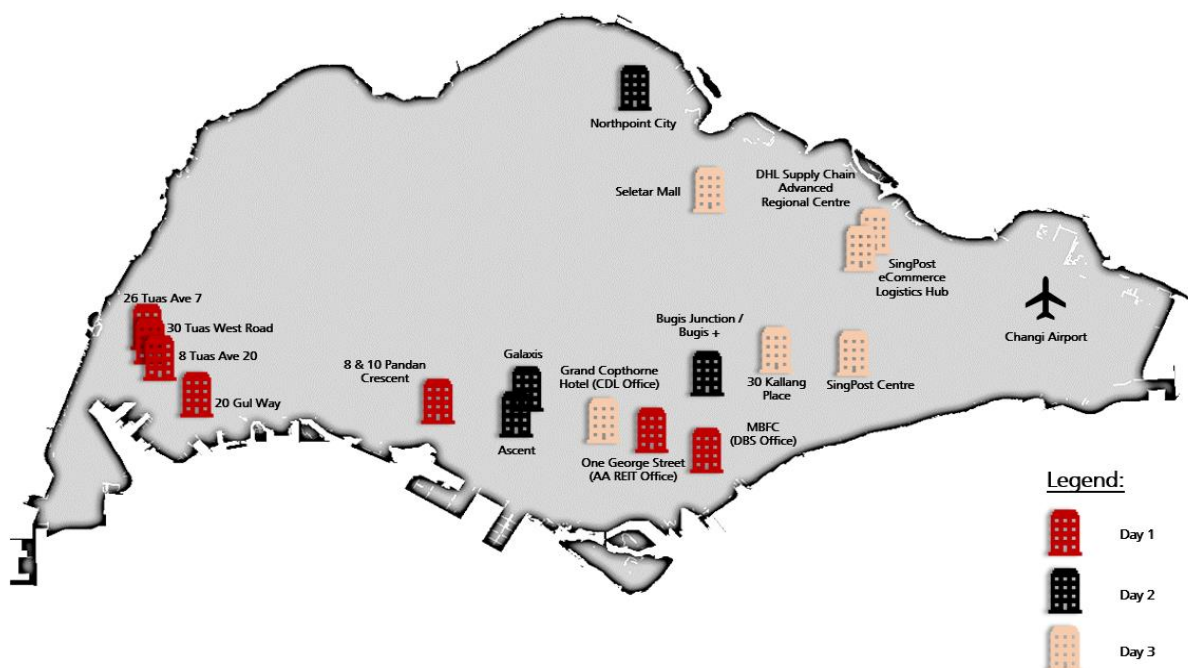 Northpoint City
Seletar Mall
DHL Supply Chain
Advanced
Regional Centre
SingPost
eCommerce
Logistics Hub
Changi Airport
26 Tuas Ave 7
30 Tuas West Road
8 Tuas Ave 20
20 Gul Way
8 & 10 Pandan
Crescent
Galaxis
Ascent
Grand Copthorne
Hotel (CDL Office)
One George Street
(AA REIT Office)
Bugis Junction /
Bugis +
MBFC
(DBS Office)
30 Kallang
Place
SingPost Centre
Legend:
Day 1
Day 2
Day 3